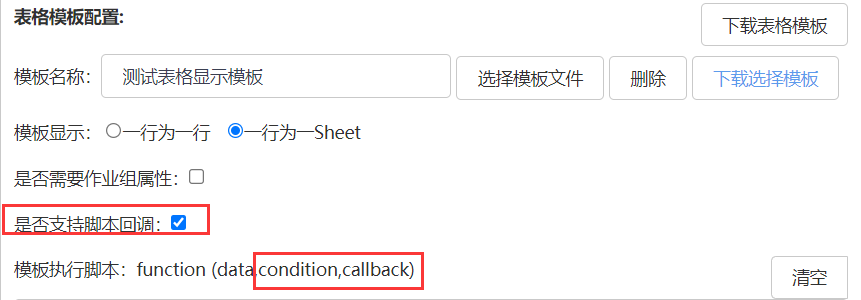 表格模板配置:
下载表格模板
模板名称： 测试表格显示模板 选择模板文件 删除 下载选择模板
模板显示： 一行为一行 一行为一Sheet
是否需要作业组属性：
是否支持脚本回调：
模板执行脚本：function (data,condition,callback)
清空